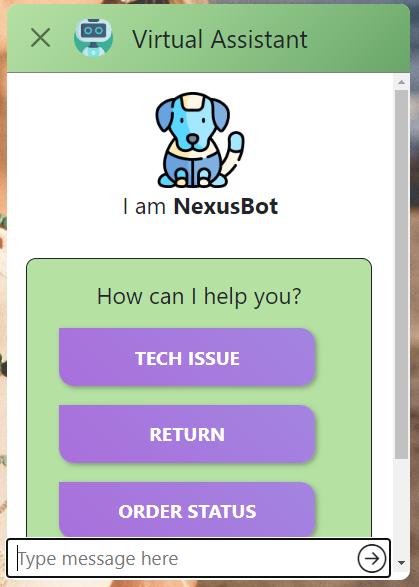 Virtual Assistant
I am NexusBot
How can I help you?
TECH ISSUE
RETURN
ORDER STATUS
Type message here